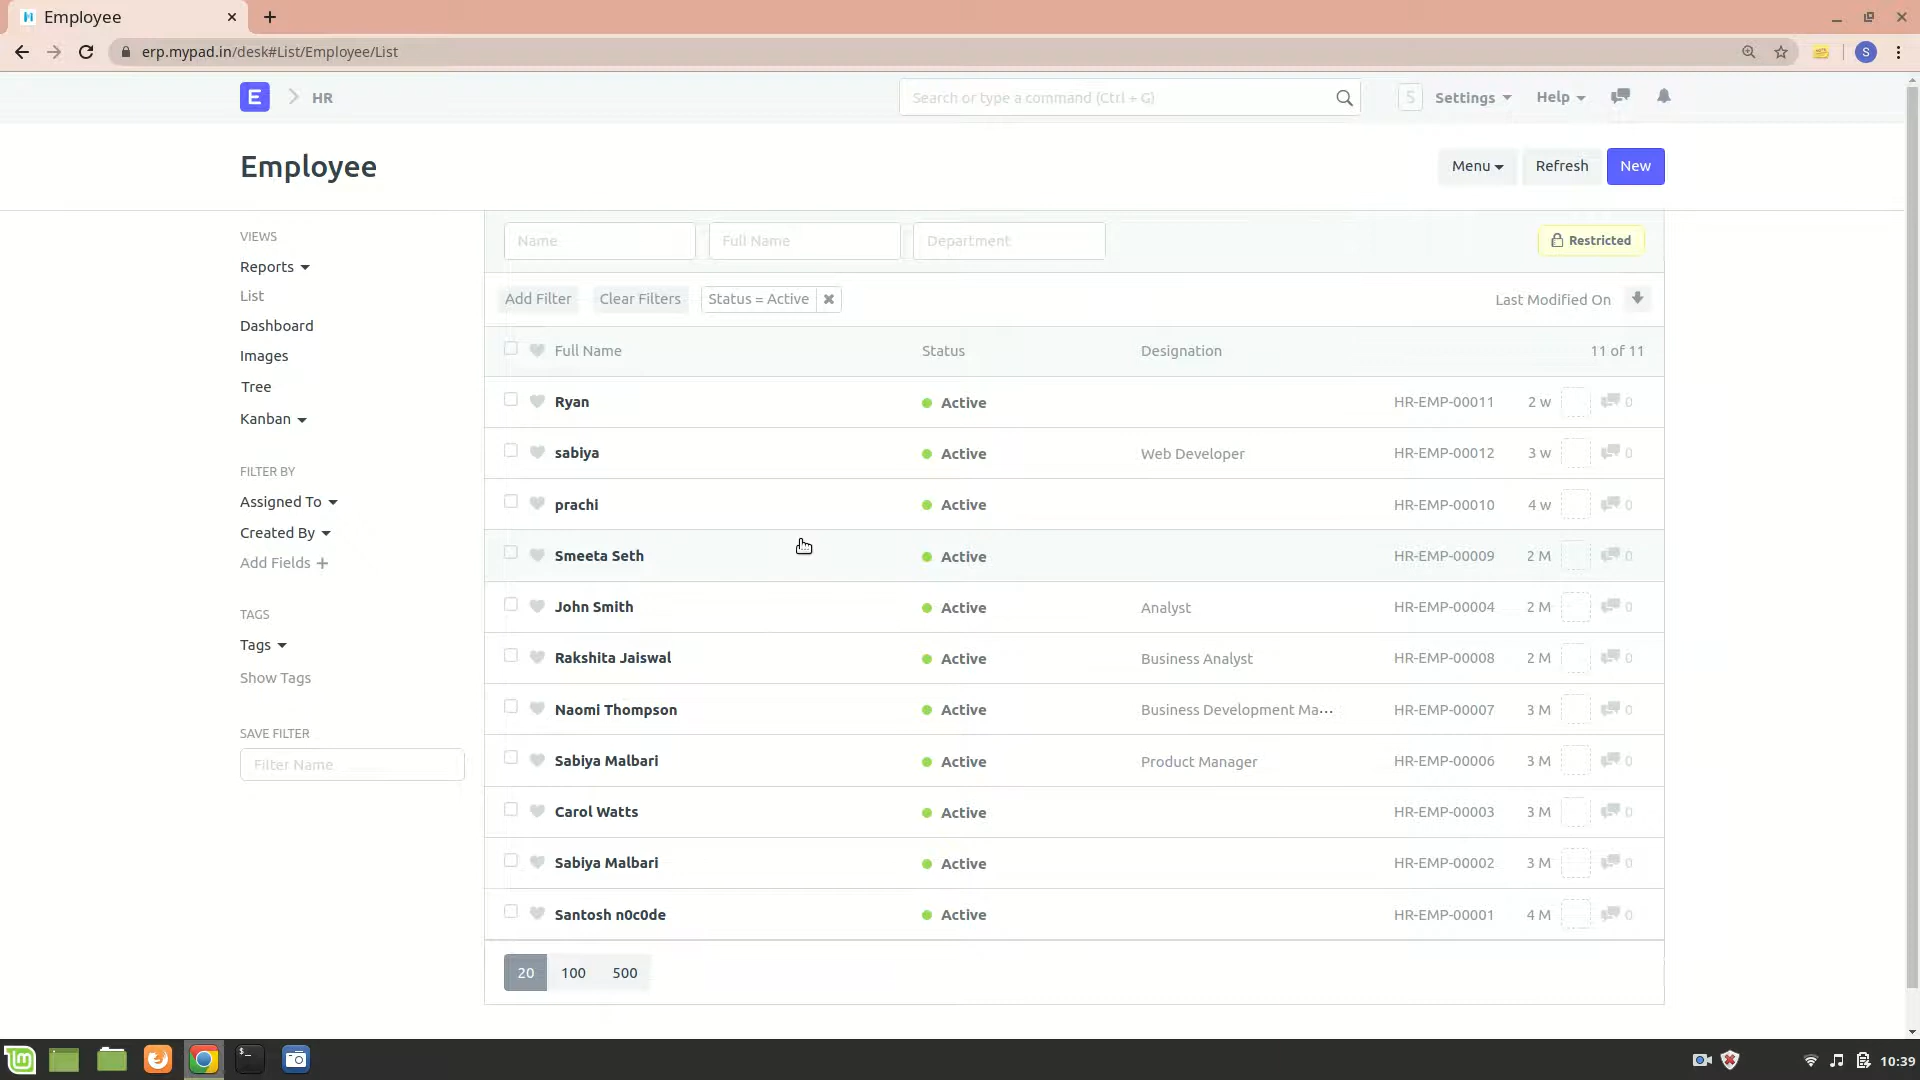 Employee
erp.mypad.in/desk#List/Employee/List
S
E
HR
Search or type a command (Ctrl + G)
S
Settings
Help
Employee
Menu
Refresh
New
VIEWS
Reports
List
Dashboard
Images
Tree
Kanban
FILTER BY
Assigned To
Created By
Add Fields
TAGS
Tags
Show Tags
SAVE FILTER
Filter Name
Name
Full Name
Department
Restricted
Add Filter
Clear Filters
Status = Active
Last Modified On
Full Name Status Designation 11 of 11
Ryan Active HR-EMP-00011 2 w 0
sabiya Active Web Developer HR-EMP-00012 3 w 0
prachi Active HR-EMP-00010 4 w 0
Smeeta Seth Active HR-EMP-00009 2 M 0
John Smith Active Analyst HR-EMP-00004 2 M 0
Rakshita Jaiswal Active Business Analyst HR-EMP-00008 2 M 0
Naomi Thompson Active Business Development Ma... HR-EMP-00007 3 M 0
Sabiya Malbari Active Product Manager HR-EMP-00006 3 M 0
Carol Watts Active HR-EMP-00003 3 M 0
Sabiya Malbari Active HR-EMP-00002 3 M 0
Santosh n0c0de Active HR-EMP-00001 4 M 0
20 100 500
10:39